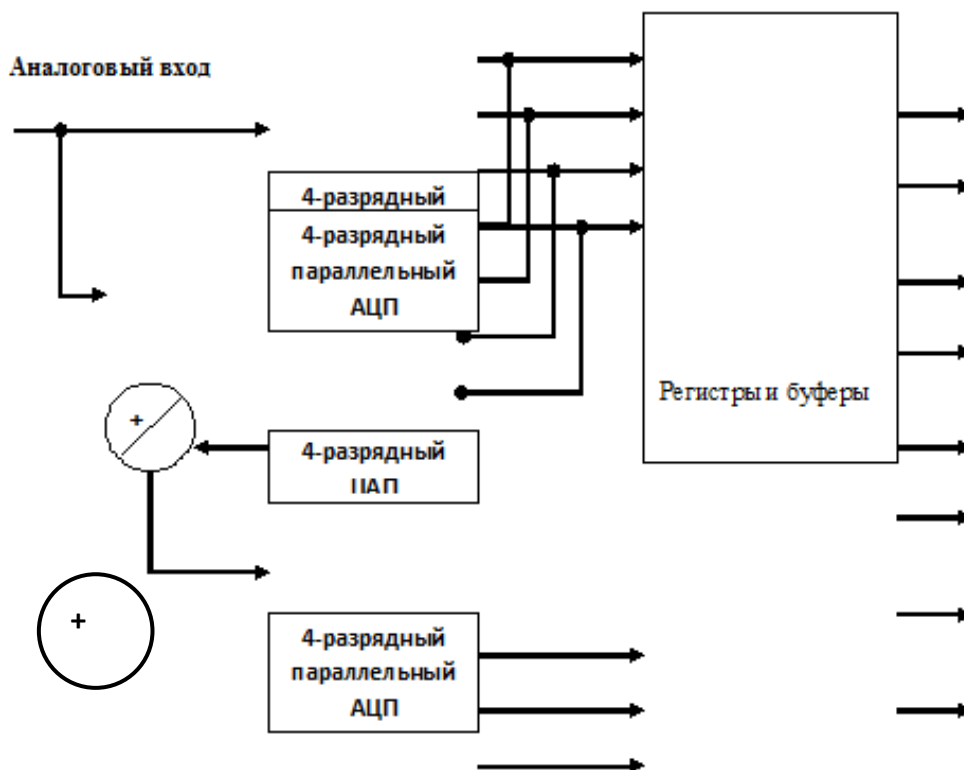 Аналоговый вход
4-разрядный
4-разрядный
параллельный
АЦП
Регистры и буферы
+
4-разрядный
ЦАП
+
4-разрядный
параллельный
АЦП